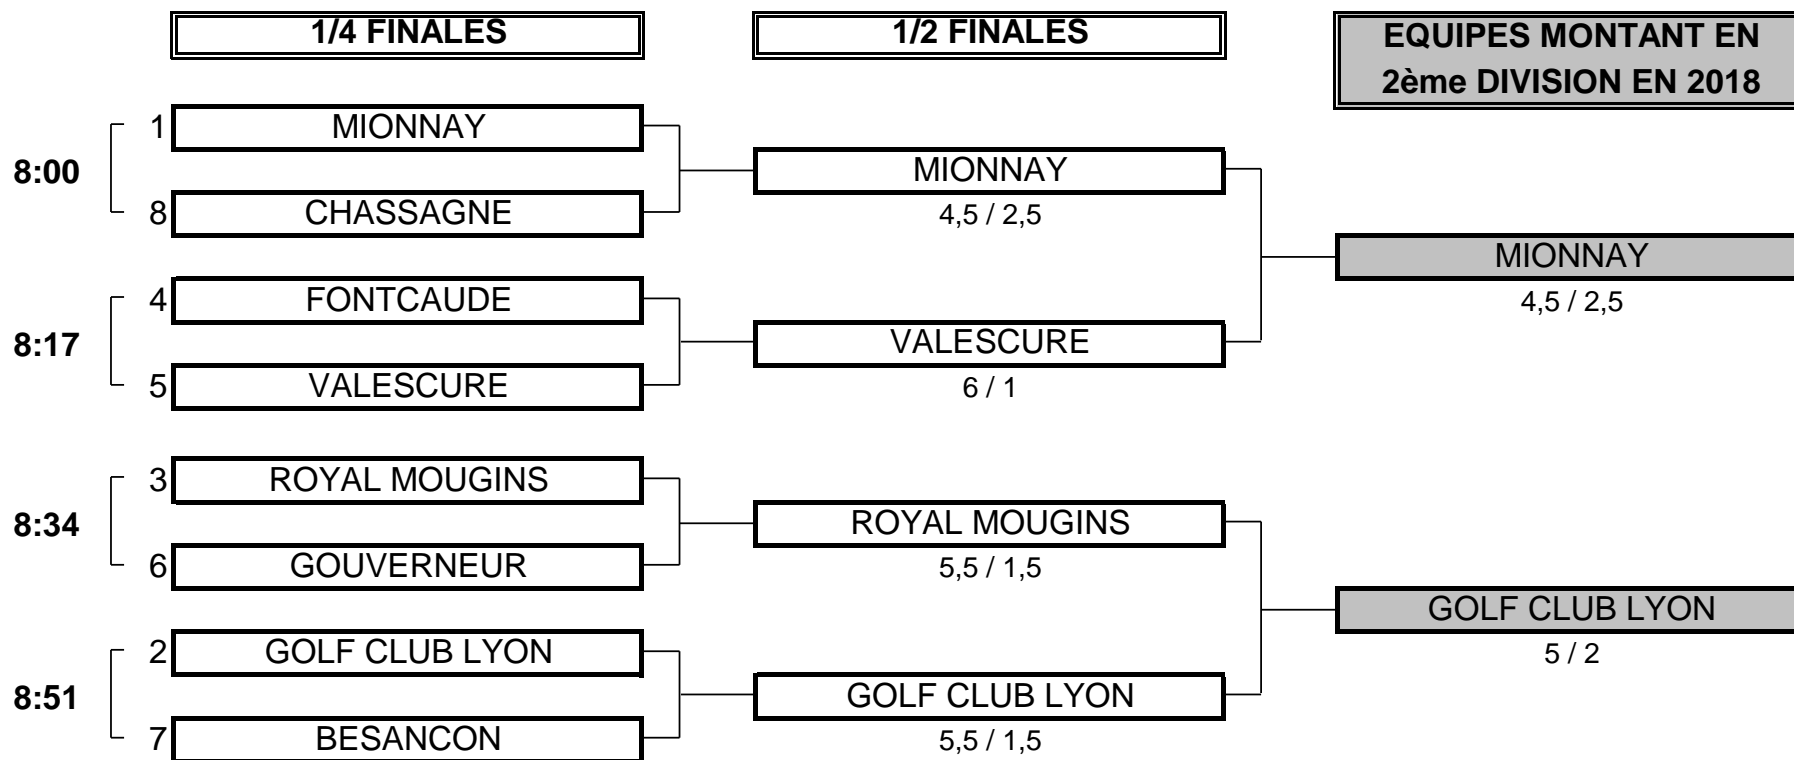 1/4 FINALES
1/2 FINALES
EQUIPES MONTANT EN
2ème DIVISION EN 2018
8:00
1 MIONNAY
8 CHASSAGNE
MIONNAY
4,5 / 2,5
8:17
4 FONTCAUDE
5 VALESCURE
VALESCURE
6 / 1
MIONNAY
4,5 / 2,5
8:34
3 ROYAL MOUGINS
6 GOUVERNEUR
ROYAL MOUGINS
5,5 / 1,5
8:51
2 GOLF CLUB LYON
7 BESANCON
GOLF CLUB LYON
5,5 / 1,5
GOLF CLUB LYON
5 / 2